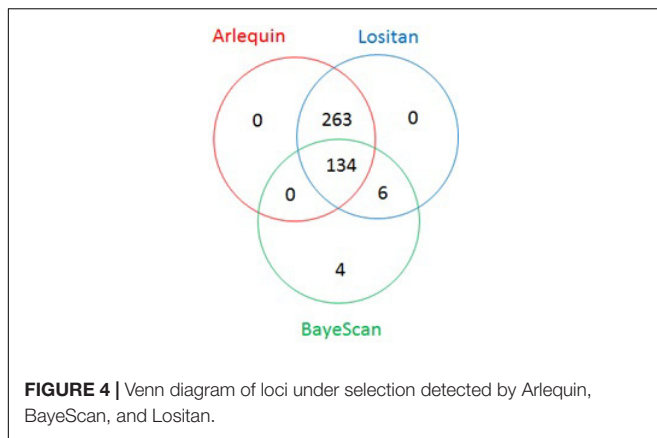 Arlequin
Lositan
0
263
0
134
0
6
4
BayeScan
FIGURE 4 | Venn diagram of loci under selection detected by Arlequin,
BayeScan, and Lositan.